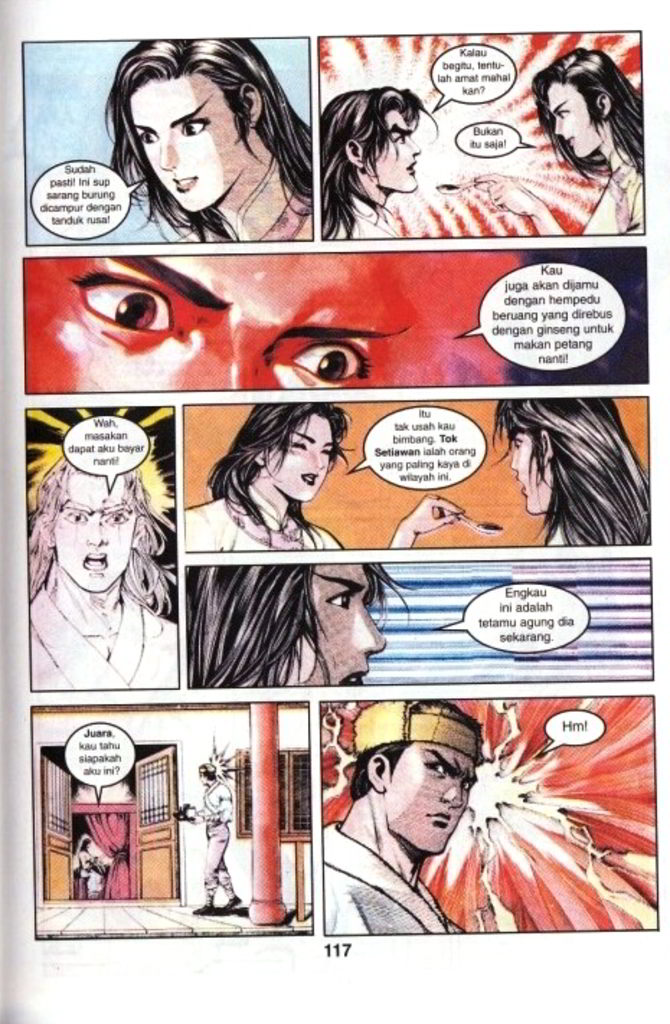 Sudah
pasti! Ini sup
sarang burung
dicampur dengan
tanduk rusa!
Kalau
begitu, tentu-
lah amat mahal
kan?
Bukan
itu saja!
Kau
juga akan dijamu
dengan hempedu
beruang yang direbus
dengan ginseng untuk
makan petang
nanti!
Wah,
masakan
dapat aku bayar
nanti!
Itu
tak usah kau
bimbang. Tok
Setiawan ialah orang
yang paling kaya di
wilayah ini.
Engkau
ini adalah
tetamu agung dia
sekarang.
Juara,
kau tahu
siapakah
aku ini?
Hm!
117